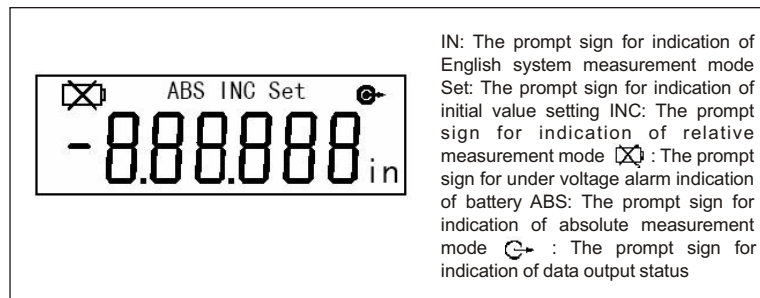 ABS INC Set
-8.88.888in
IN: The prompt sign for indication of
English system measurement mode
Set: The prompt sign for indication of
initial value setting INC: The prompt
sign for indication of relative
measurement mode : The prompt
sign for under voltage alarm indication
of battery ABS: The prompt sign for
indication of absolute measurement
mode : The prompt sign for
indication of data output status